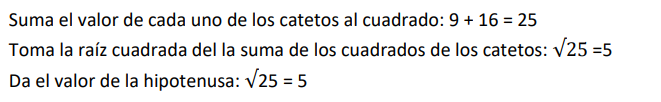 Suma el valor de cada uno de los catetos al cuadrado: 9 + 16 = 25
Toma la raíz cuadrada del la suma de los cuadrados de los catetos: √25 =5
Da el valor de la hipotenusa: √25 = 5